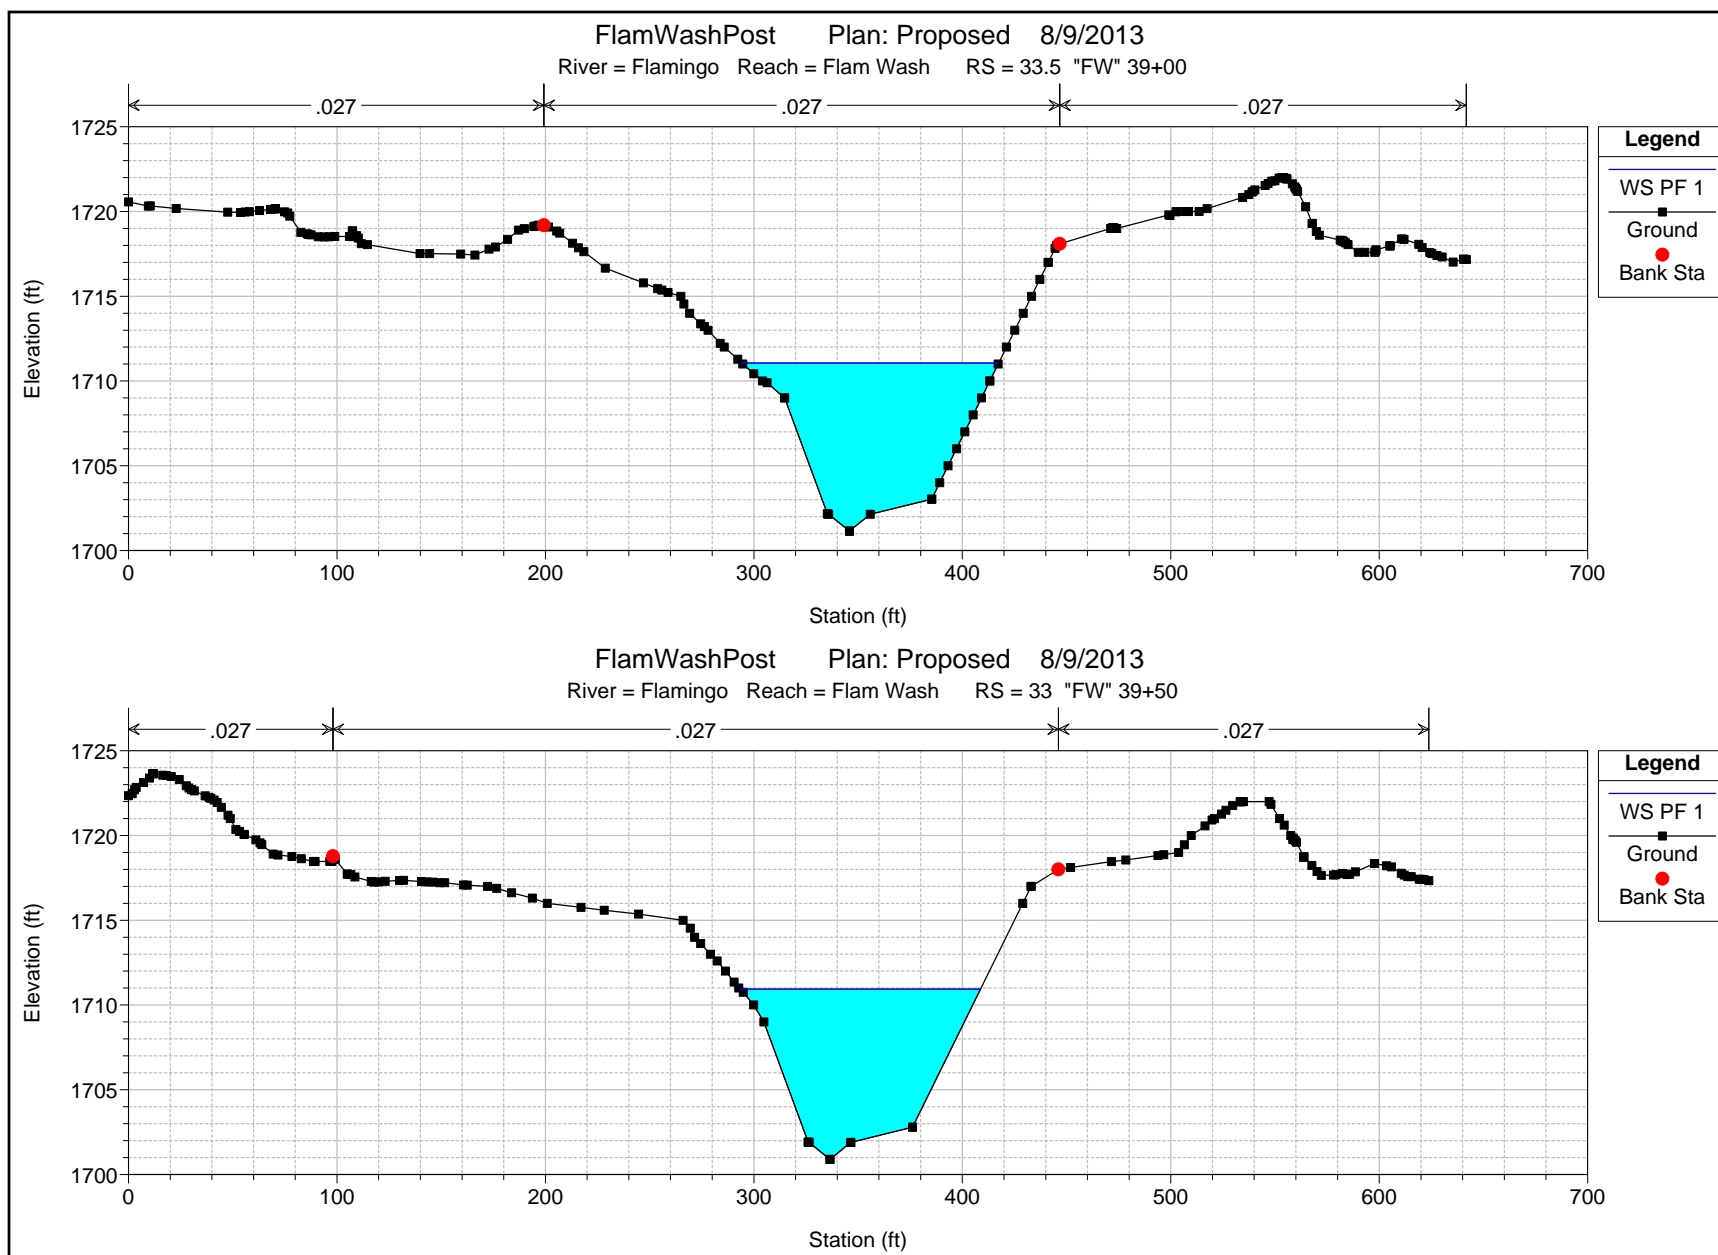 FlamWashPost Plan: Proposed 8/9/2013
River = Flamingo Reach = Flam Wash RS = 33.5 "FW" 39+00
.027 .027 .027
1725
1720
1715
1710
1705
1700
Elevation (ft)
0 100 200 300 400 500 600 700
Station (ft)
Legend
WS PF 1
Ground
Bank Sta
FlamWashPost Plan: Proposed 8/9/2013
River = Flamingo Reach = Flam Wash RS = 33 "FW" 39+50
.027 .027 .027
1725
1720
1715
1710
1705
1700
Elevation (ft)
0 100 200 300 400 500 600 700
Station (ft)
Legend
WS PF 1
Ground
Bank Sta